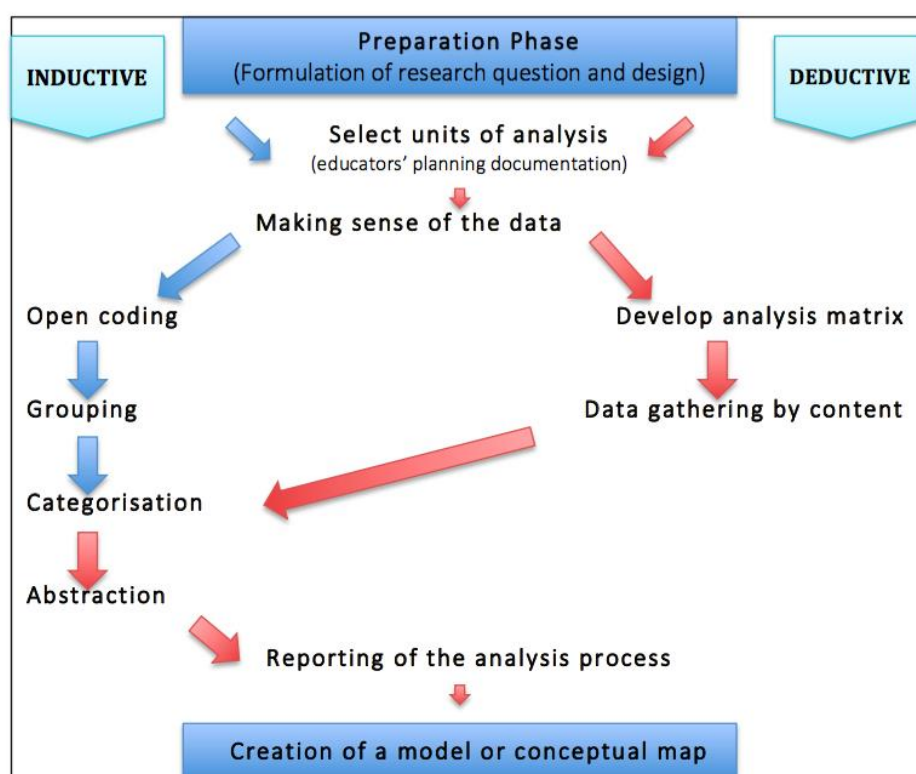 Preparation Phase
(Formulation of research question and design)
INDUCTIVE
DEDUCTIVE
Select units of analysis
(educators’ planning documentation)
Making sense of the data
Open coding
Develop analysis matrix
Grouping
Data gathering by content
Categorisation
Abstraction
Reporting of the analysis process
Creation of a model or conceptual map